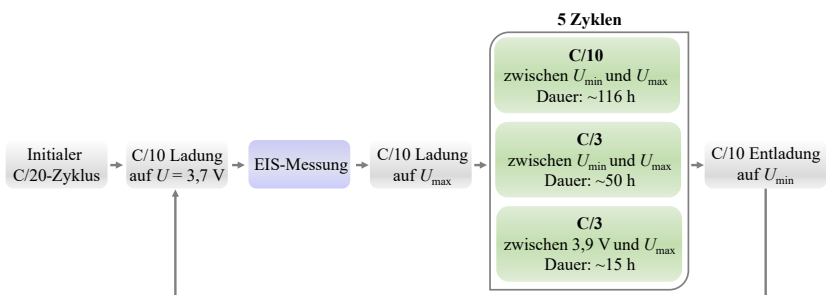 5 Zyklen
C/10
zwischen Umin und Umax
Dauer: ~116 h
Initialer
C/20-Zyklus
C/10 Ladung
auf U = 3,7 V
EIS-Messung
C/10 Ladung
auf Umax
C/3
zwischen Umin und Umax
Dauer: ~50 h
C/10 Entladung
auf Umin
C/3
zwischen 3,9 V und Umax
Dauer: ~15 h